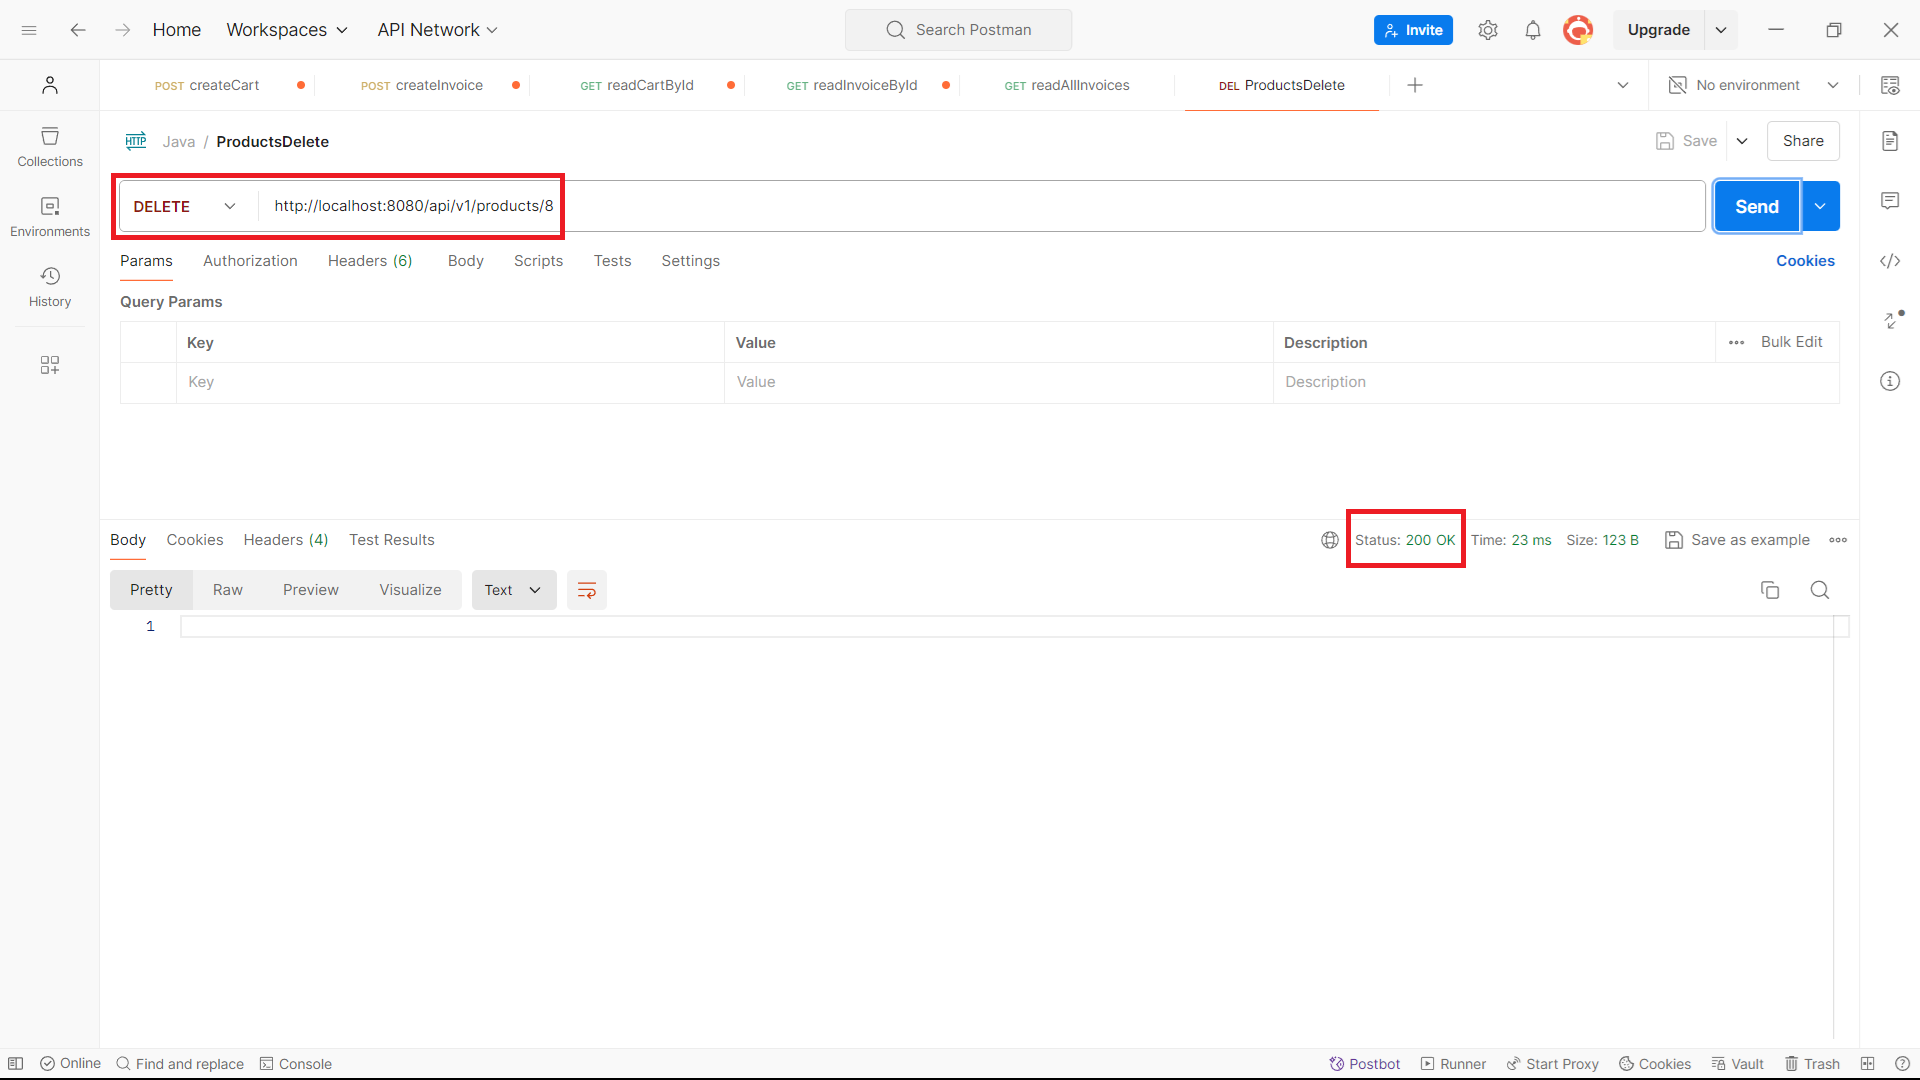 Home Workspaces API Network Search Postman Invite Upgrade
POST createCart POST createInvoice GET readCartById GET readInvoiceById GET readAllInvoices DEL ProductsDelete No environment
HTTP Java / ProductsDelete Save Share
Collections
DELETE http://localhost:8080/api/v1/products/8 Send
Environments
Params Authorization Headers (6) Body Scripts Tests Settings Cookies
History
Query Params
Key Value Description Bulk Edit
Key Value Description
Body Cookies Headers (4) Test Results Status: 200 OK Time: 23 ms Size: 123 B Save as example
Pretty Raw Preview Visualize Text
1
Online Find and replace Console Postbot Runner Start Proxy Cookies Vault Trash